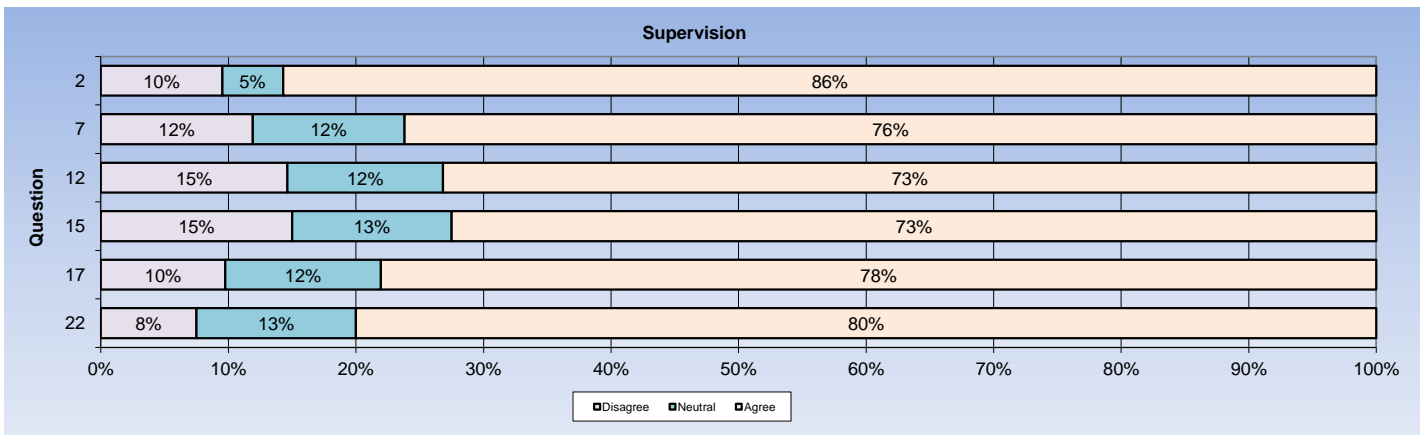 Supervision
Question
2 10% 5% 86%
7 12% 12% 76%
12 15% 12% 73%
15 15% 13% 73%
17 10% 12% 78%
22 8% 13% 80%
0% 10% 20% 30% 40% 50% 60% 70% 80% 90% 100%
Disagree Neutral Agree